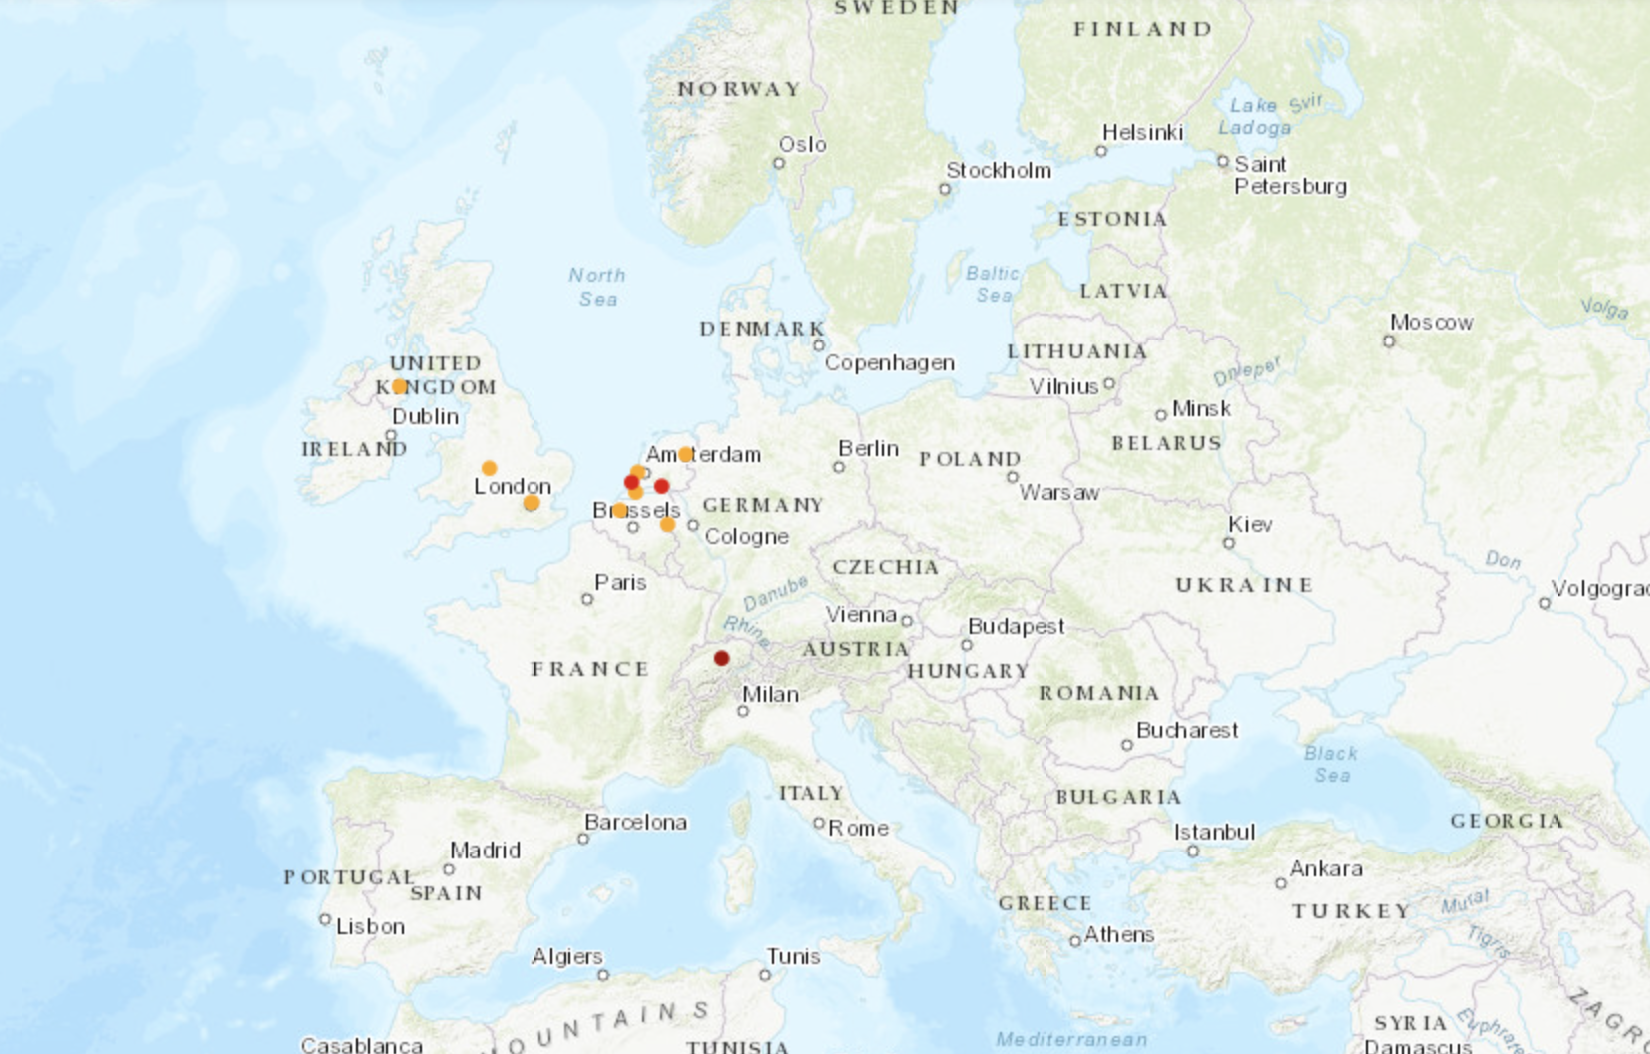 SWEDEN
FINLAND
NORWAY
Lake Svir
Ladoga
Oslo
Helsinki
Stockholm
Saint
Petersburg
ESTONIA
North
Sea
Baltic
Sea
LATVIA
Volga
Moscow
DENMARK
LITHUANIA
Copenhagen
UNITED
KINGDOM
Dnieper
Vilnius
Minsk
Dublin
IRELAND
BELARUS
Amsterdam
Berlin
POLAND
London
Warsaw
Brussels
GERMANY
Cologne
Kiev
Don
CZECHIA
Paris
Danube
UKRAINE
Volgograd
Vienna
Rhine
Budapest
AUSTRIA
FRANCE
HUNGARY
Milan
ROMANIA
Bucharest
Black
Sea
ITALY
BULGARIA
Barcelona
Rome
GEORGIA
Istanbul
Madrid
PORTUGAL
SPAIN
Ankara
GREECE
Murat
TURKEY
Lisbon
Athens
Tigris
Algiers
Tunis
OUNTAINS
ZAGR
SYRIA
Euphrate
Mediterranean
Casablanca
TUNISIA
Damascus